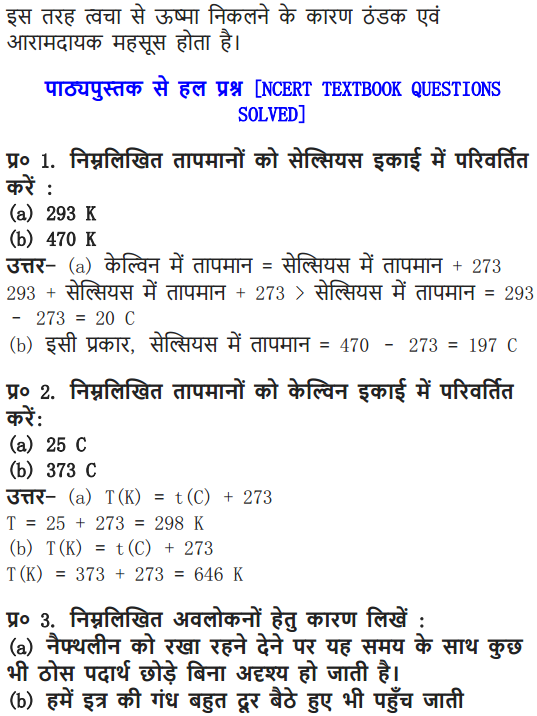 इस तरह त्वचा से ऊष्मा निकलने के कारण ठंडक एवं
आरामदायक महसूस होता है।
पाठ्यपुस्तक से हल प्रश्न [NCERT TEXTBOOK QUESTIONS
SOLVED]
प्र० 1. निम्नलिखित तापमानों को सेल्सियस इकाई में परिवर्तित
करें :
(a) 293 K
(b) 470 K
उत्तर– (a) केल्विन में तापमान = सेल्सियस में तापमान + 273
293 + सेल्सियस में तापमान + 273 > सेल्सियस में तापमान = 293
– 273 = 20 C
(b) इसी प्रकार, सेल्सियस में तापमान = 470 – 273 = 197 C
प्र० 2. निम्नलिखित तापमानों को केल्विन इकाई में परिवर्तित
करें:
(a) 25 C
(b) 373 C
उत्तर– (a) T(K) = t(C) + 273
T = 25 + 273 = 298 K
(b) T(K) = t(C) + 273
T(K) = 373 + 273 = 646 K
प्र० 3. निम्नलिखित अवलोकनों हेतु कारण लिखें :
(a) नैफ्थलीन को रखा रहने देने पर यह समय के साथ कुछ
भी ठोस पदार्थ छोड़े बिना अदृश्य हो जाती है।
(b) हमें इत्र की गंध बहुत दूर बैठे हुए भी पहुँच जाती